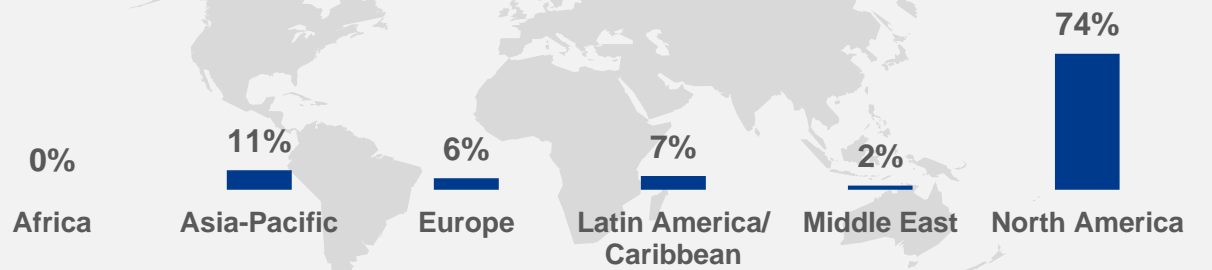 74%
11%
6%
7%
2%
0%
Africa
Asia-Pacific
Europe
Latin America/
Caribbean
Middle East
North America